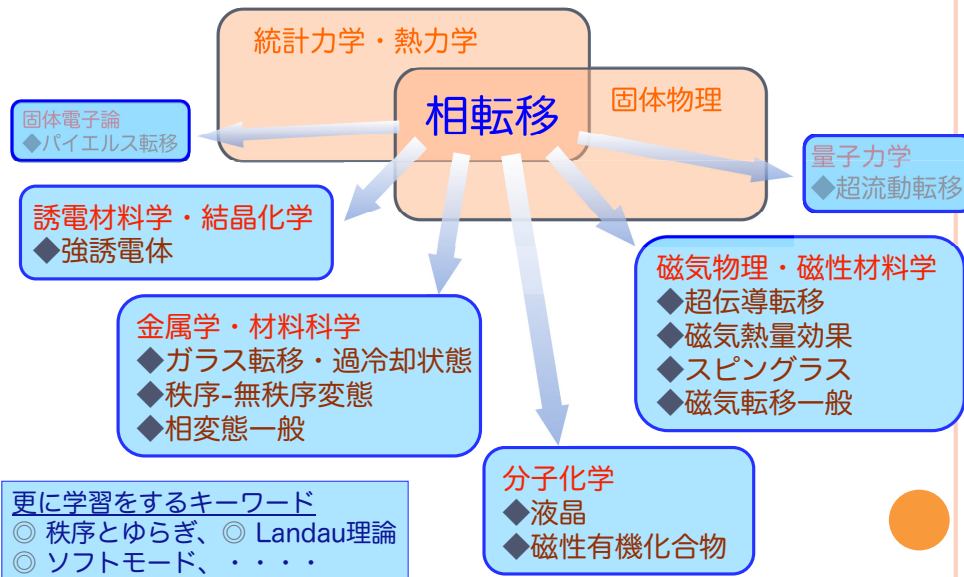 統計力学・熱力学
相転移
固体物理
固体電子論
◆パイエルス転移
量子力学
◆超流動転移
誘電材料学・結晶化学
◆強誘電体
磁気物理・磁性材料学
◆超伝導転移
◆磁気熱量効果
◆スピングラス
◆磁気転移一般
金属学・材料科学
◆ガラス転移・過冷却状態
◆秩序-無秩序変態
◆相変態一般
分子化学
◆液晶
◆磁性有機化合物
更に学習をするキーワード
◎ 秩序とゆらぎ、◎ Landau理論
◎ ソフトモード、・・・・